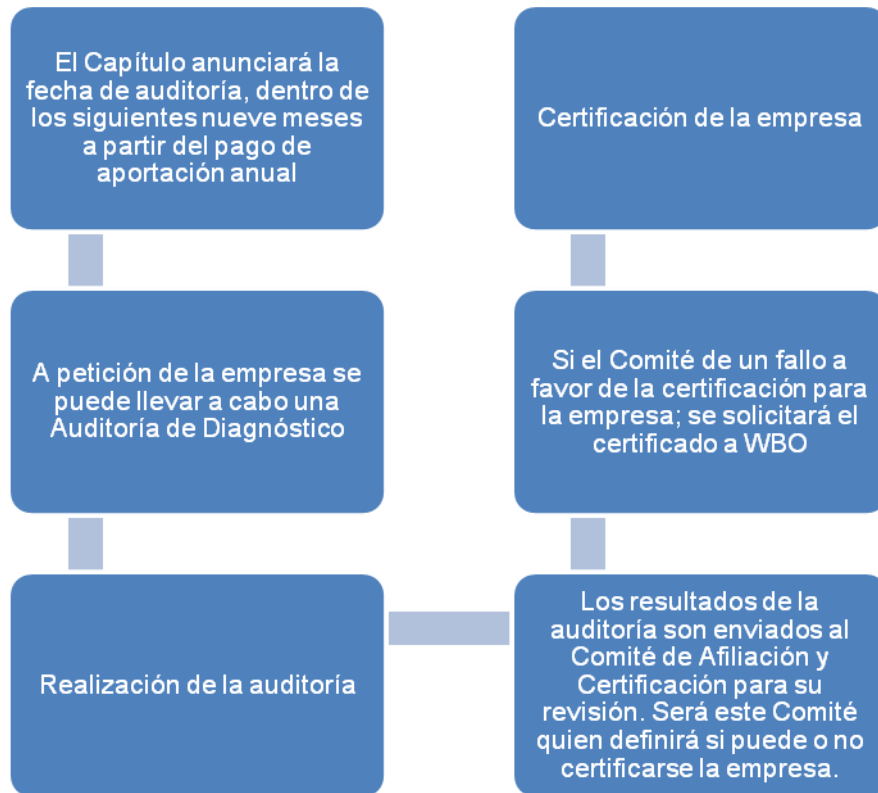 El Capítulo anunciará la
fecha de auditoría, dentro de
los siguientes nueve meses
a partir del pago de
aportación anual
A petición de la empresa se
puede llevar a cabo una
Auditoría de Diagnóstico
Realización de la auditoría
Los resultados de la
auditoría son enviados al
Comité de Afiliación y
Certificación para su
revisión. Será este Comité
quien definirá si puede o no
certificarse la empresa.
Si el Comité de un fallo a
favor de la certificación para
la empresa; se solicitará el
certificado a WBO
Certificación de la empresa